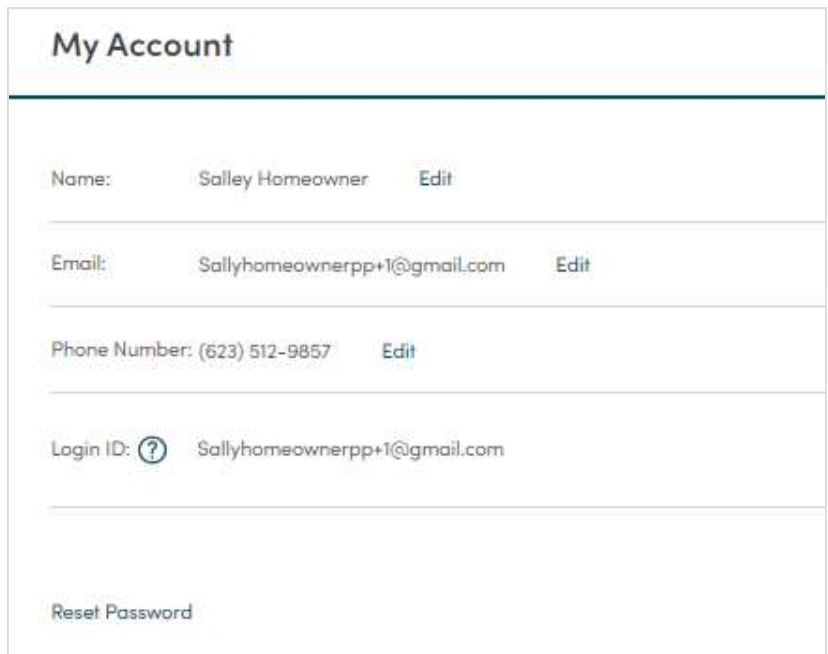 My Account
Name: Salley Homeowner Edit
Email: Sallyhomeownerpp+1@gmail.com Edit
Phone Number: (623) 512-9857 Edit
Login ID: ? Sallyhomeownerpp+1@gmail.com
Reset Password